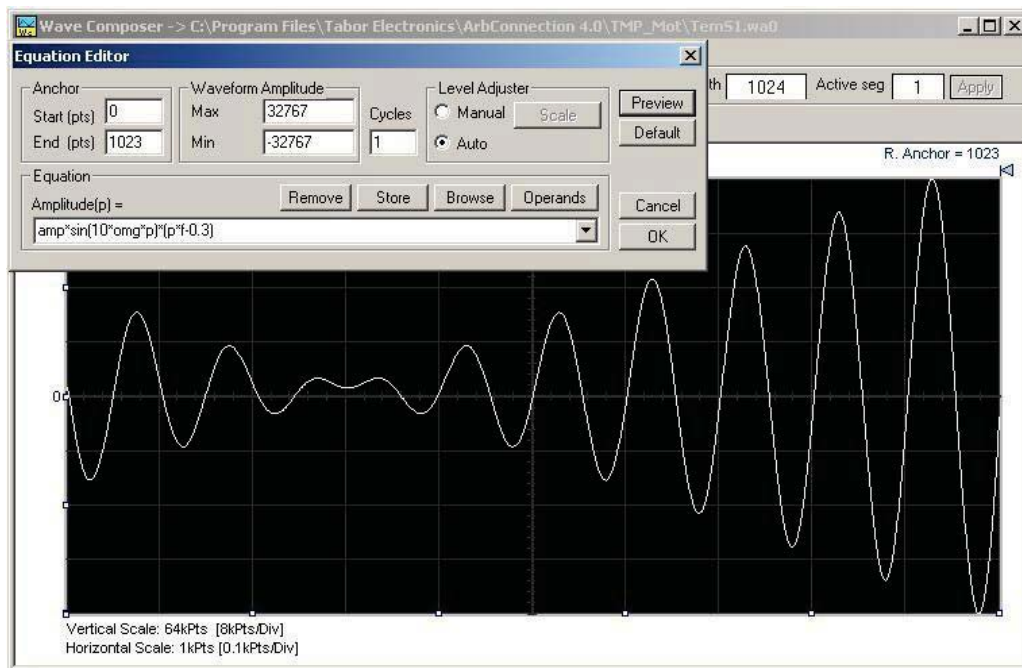 Wave Composer -> C:\Program Files\Tabor Electronics\ArbConnection 4.0\TMP_Mot\Tem51.wa0
Equation Editor
Anchor
Start (pts) 0
End (pts) 1023
Waveform Amplitude
Max 32767
Min -32767
Cycles
1
Level Adjuster
Manual Scale
Auto
Preview
Default
th 1024 Active seg 1 Apply
R. Anchor = 1023
Equation
Amplitude(p) =
Remove Store Browse Operands
amp*sin(10*omg*p)*(p*f-0.3)
Cancel
OK
0
Vertical Scale: 64kPts [8kPts/Div]
Horizontal Scale: 1kPts [0.1kPts/Div]